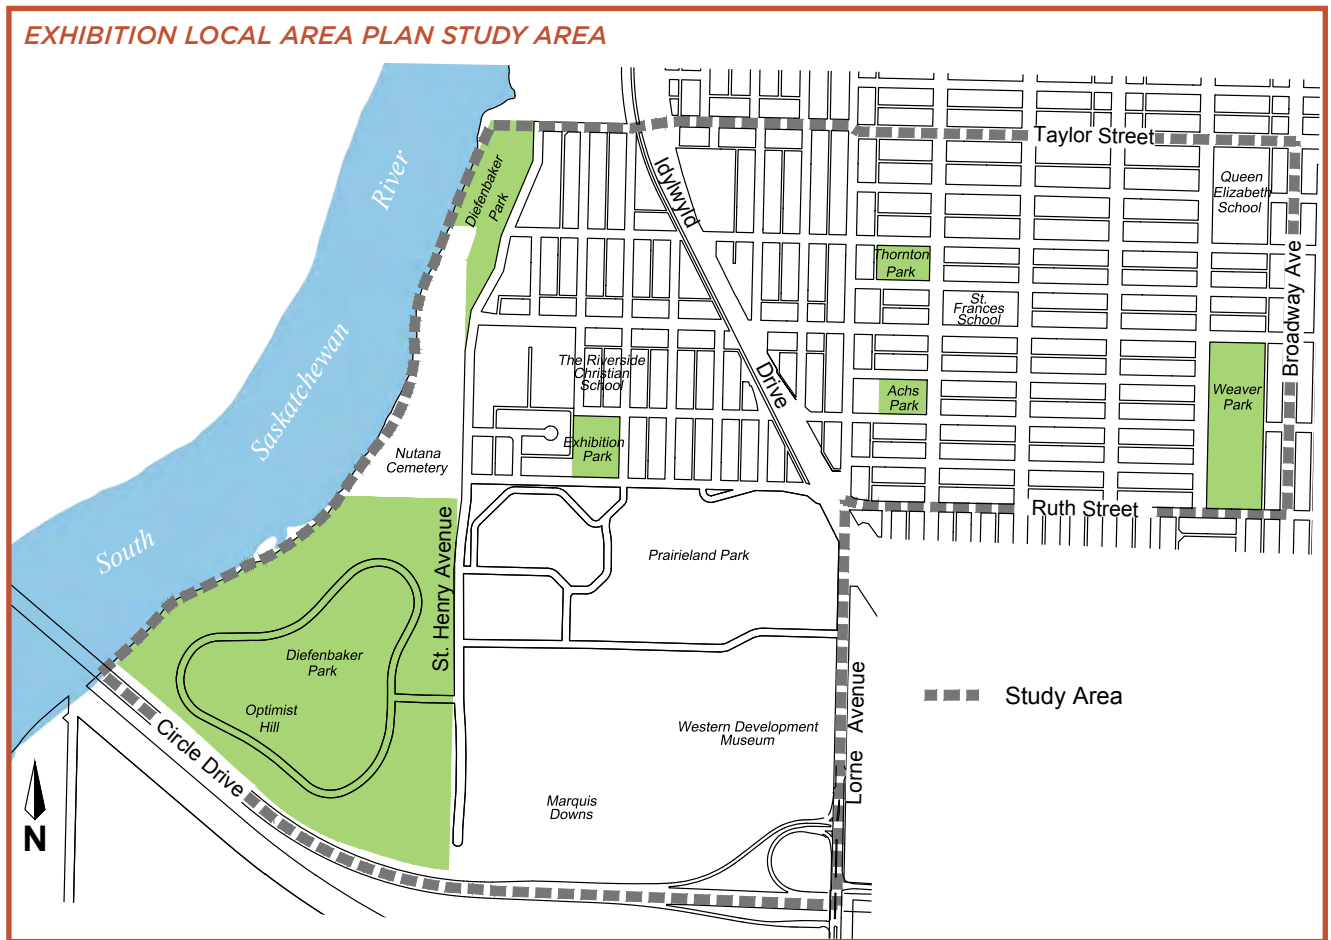 EXHIBITION LOCAL AREA PLAN STUDY AREA
Taylor Street
River
Diefenbaker
Park
Idylwyld
Queen
Elizabeth
School
Thornton
Park
Broadway Ave
St.
Frances
School
Saskatchewan
The Riverside
Christian
School
Drive
Achs
Park
Weaver
Park
Exhibition
Park
Nutana
Cemetery
Ruth Street
South
St. Henry Avenue
Prairieland Park
Diefenbaker
Park
Optimist
Hill
Lorne Avenue
Study Area
Western Development
Museum
Circle Drive
Marquis
Downs
N